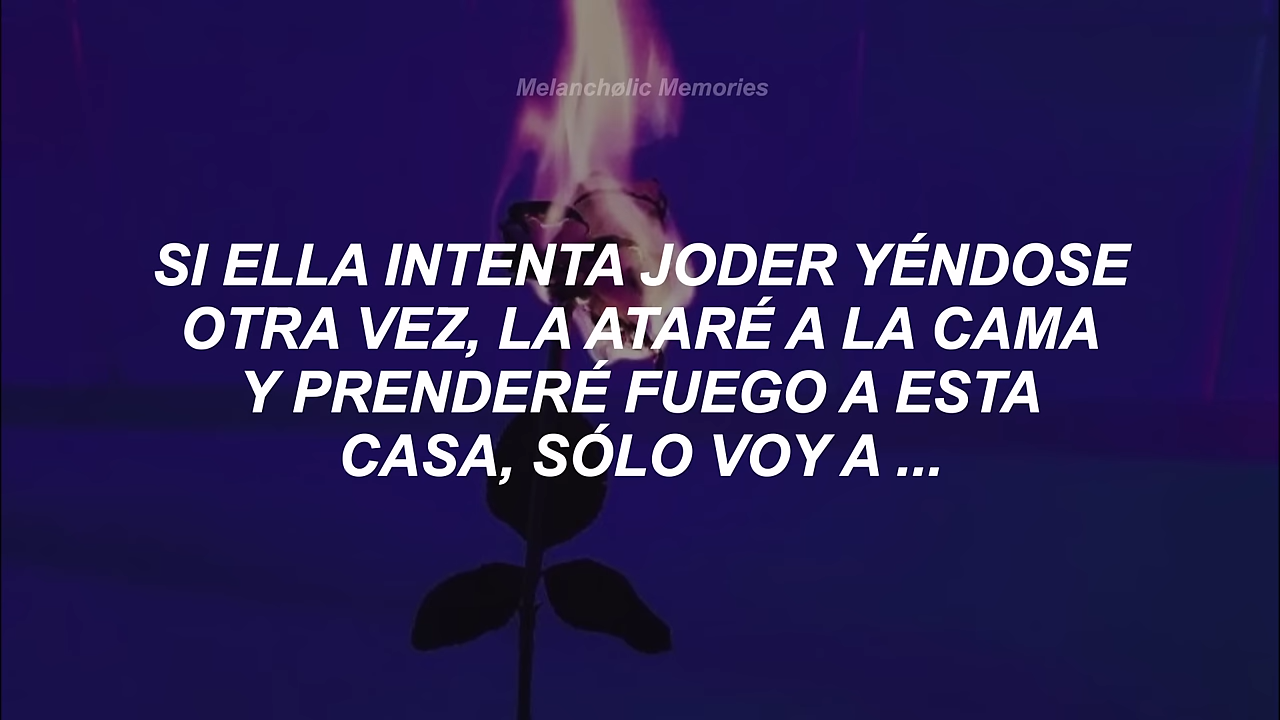 Melanchølic Memories
SI ELLA INTENTA JODER YÉNDOSE
OTRA VEZ, LA ATARÉ A LA CAMA
Y PRENDERÉ FUEGO A ESTA
CASA, SÓLO VOY A ...